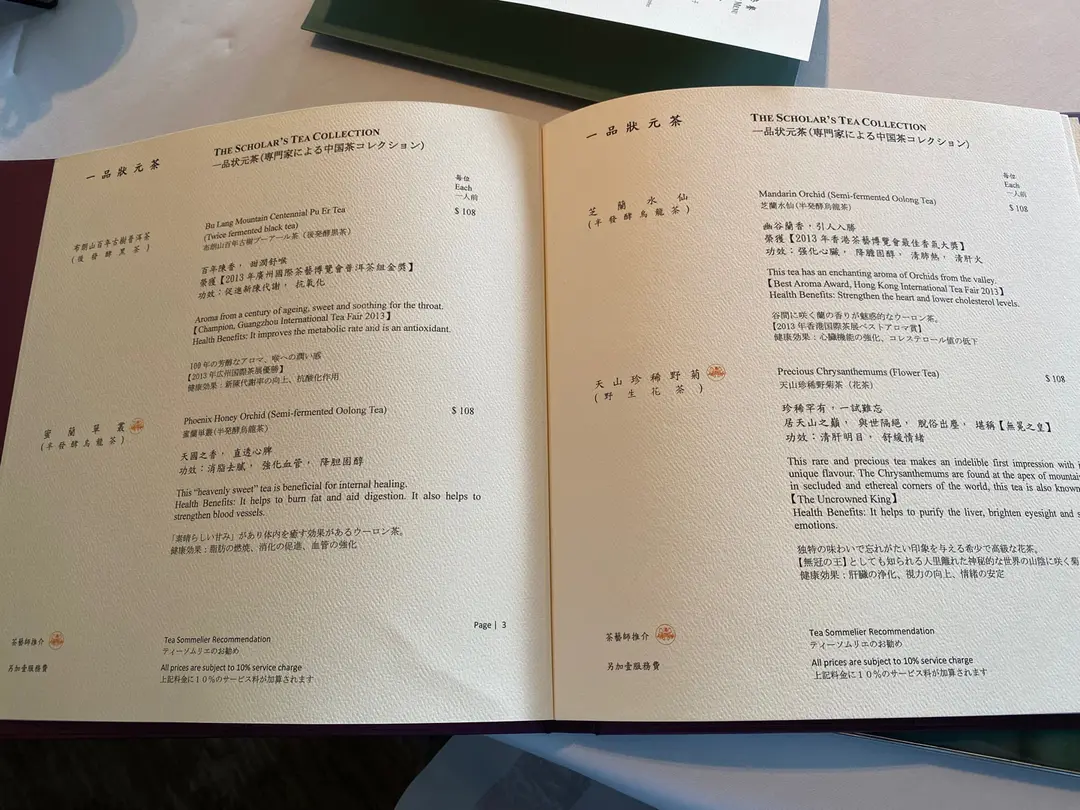 一品狀元茶
THE SCHOLAR'S TEA COLLECTION
一品状元茶(専門家による中国茶コレクション)
每位
Each
一人前
布朗山百年古樹普洱茶
(後發酵黑茶)
Bu Lang Mountain Centennial Pu Er Tea
$ 108
(Twice fermented black tea)
布朗山百年古樹プーアール茶(後発酵黒茶)
百年陳香，甜潤舒喉
榮獲【2013年廣州國際茶藝博覽會普洱茶組金獎】
功效：促進新陳代謝，抗氧化
Aroma from a century of ageing, sweet and soothing for the throat.
【Champion, Guangzhou International Tea Fair 2013】
Health Benefits: It improves the metabolic rate and is an antioxidant.
100年の芳醇なアロマ、喉への潤い感
【2013年広州国際茶展優勝】
健康効果：新陳代謝率の向上、抗酸化作用
蜜蘭單叢
(半發酵烏龍茶)
Phoenix Honey Orchid (Semi-fermented Oolong Tea)
$ 108
蜜蘭単叢(半発酵烏龍茶)
天國之香，直透心脾
功效：消脂去膩，強化血管，降胆固醇
This “heavenly sweet” tea is beneficial for internal healing.
Health Benefits: It helps to burn fat and aid digestion. It also helps to
strengthen blood vessels.
「素晴らしい甘み」があり体内を癒す効果があるウーロン茶。
健康効果：脂肪の燃焼、消化の促進、血管の強化
Page | 3
茶藝師推介
Tea Sommelier Recommendation
ティーソムリエのお勧め
另加壹服務費
All prices are subject to 10% service charge
上記料金に１０％のサービス料が加算されます
一品狀元茶
THE SCHOLAR'S TEA COLLECTION
一品状元茶(専門家による中国茶コレクション)
每位
Each
一人前
芝蘭水仙
(半發酵烏龍茶)
Mandarin Orchid (Semi-fermented Oolong Tea)
$ 108
芝蘭水仙(半発酵烏龍茶)
幽谷蘭香，引人入勝
榮獲【2013年香港茶藝博覽會最佳香氣大獎】
功效：强化心臟，降膽固醇，清肺熱，清肝火
This tea has an enchanting aroma of Orchids from the valley.
【Best Aroma Award, Hong Kong International Tea Fair 2013】
Health Benefits: Strengthen the heart and lower cholesterol levels.
谷間に咲く蘭の香りが魅惑的なウーロン茶。
【2013年香港国際茶展ベストアロマ賞】
健康効果：心臓機能の強化、コレステロール値の低下
天山珍稀野菊
(野生花茶)
Precious Chrysanthemums (Flower Tea)
$ 108
天山珍稀野菊茶（花茶）
珍稀罕有，一試難忘
居天山之巔，與世隔絕，脫俗出塵，堪稱【無冕之皇】
功效：清肝明目，舒緩情緒
This rare and precious tea makes an indelible first impression with
unique flavour. The Chrysanthemums are found at the apex of
in secluded and ethereal corners of the world, this tea is also known
【The Uncrowned King】
Health Benefits: It helps to purify the liver, brighten eyesight and
emotions.
独特の味わいで忘れがたい印象を与える希少で高級な花茶。
【無冠の王】としても知られる人里離れた神秘的な世界の山陰に咲く菊
健康効果：肝臓の浄化、視力の向上、情緒の安定
茶藝師推介
Tea Sommelier Recommendation
ティーソムリエのお勧め
另加壹服務費
All prices are subject to 10% service charge
上記料金に１０％のサービス料が加算されます